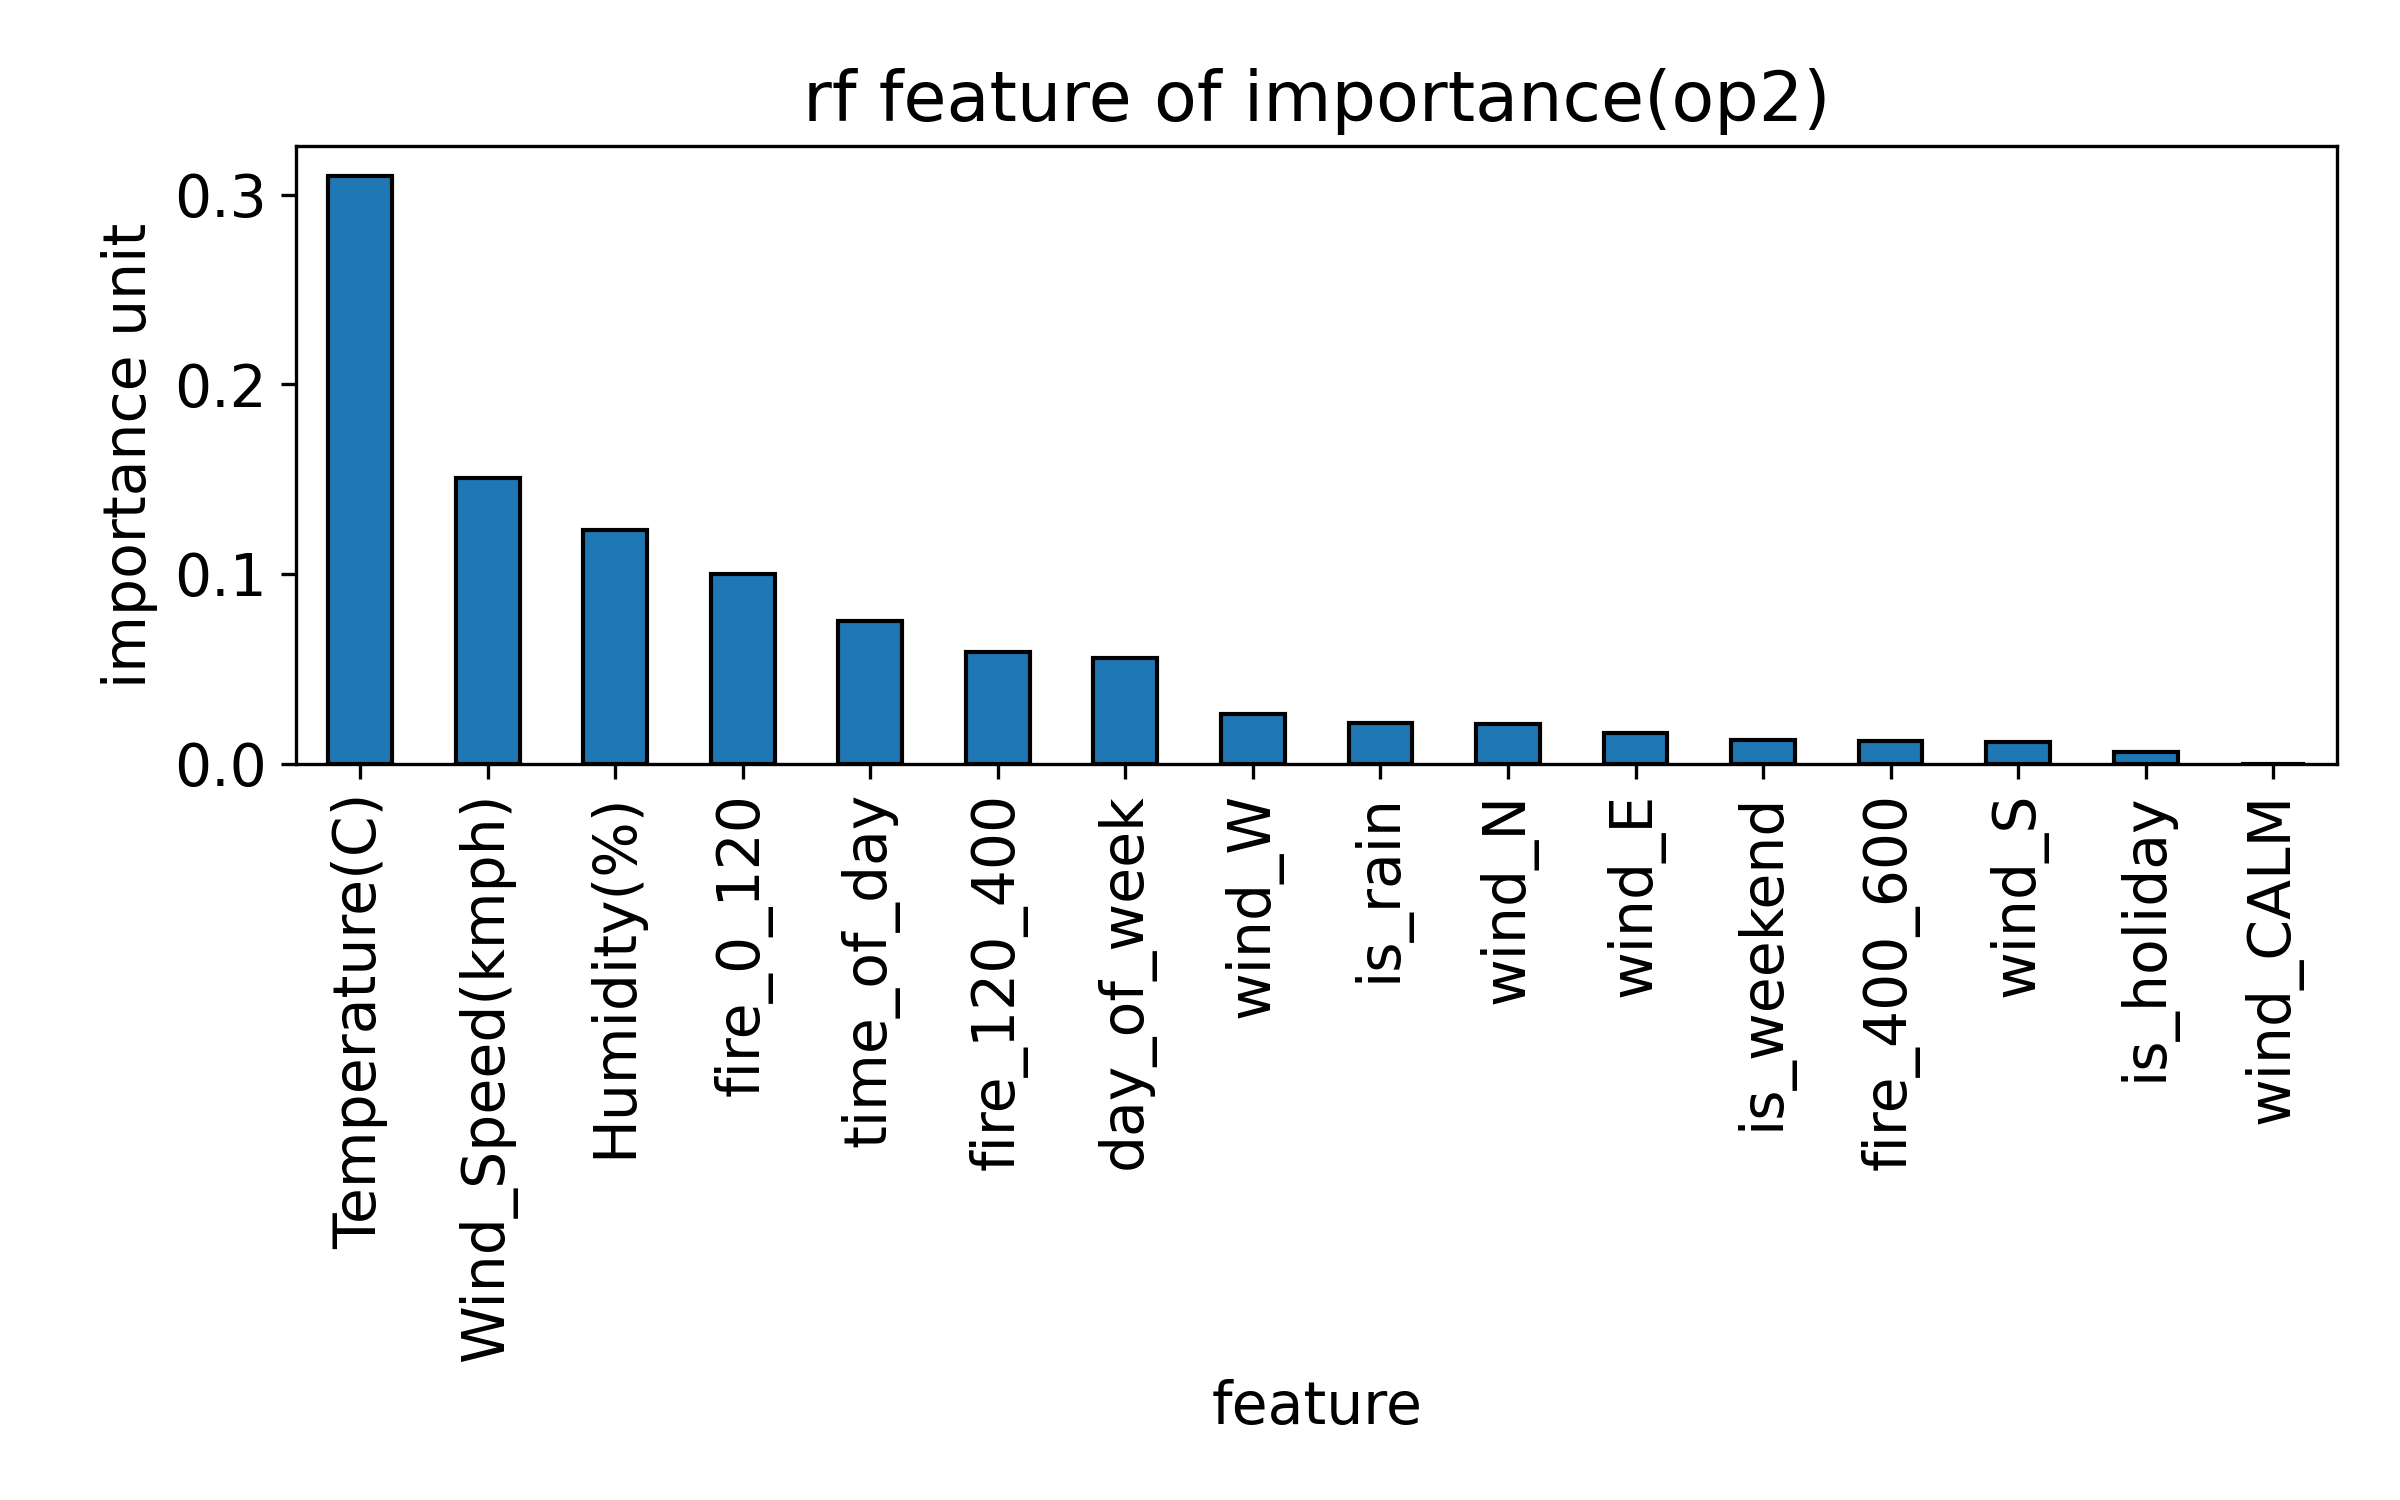 rf feature of importance(op2)
importance unit
0.3
0.2
0.1
0.0
Temperature(C)
Wind_Speed(kmph)
Humidity(%)
fire_0_120
time_of_day
fire_120_400
day_of_week
wind_W
is_rain
wind_N
wind_E
is_weekend
fire_400_600
wind_S
is_holiday
wind_CALM
feature